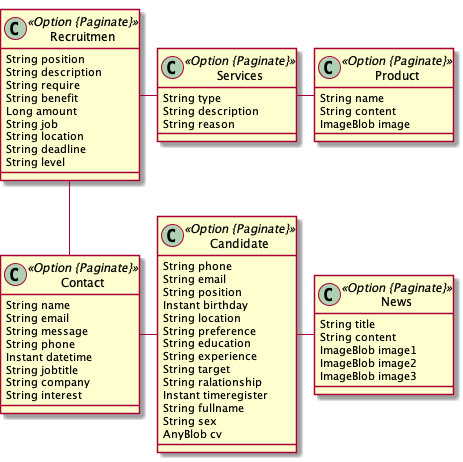 C «Option {Paginate}»
Recruitmen
String position
String description
String require
String benefit
Long amount
String job
String location
String deadline
String level
C «Option {Paginate}»
Services
String type
String description
String reason
C «Option {Paginate}»
Product
String name
String content
ImageBlob image
C «Option {Paginate}»
Contact
String name
String email
String message
String phone
Instant datetime
String jobtitle
String company
String interest
C «Option {Paginate}»
Candidate
String phone
String email
String position
Instant birthday
String location
String preference
String education
String experience
String target
String ralationship
Instant timeregister
String fullname
String sex
AnyBlob cv
C «Option {Paginate}»
News
String title
String content
ImageBlob image1
ImageBlob image2
ImageBlob image3